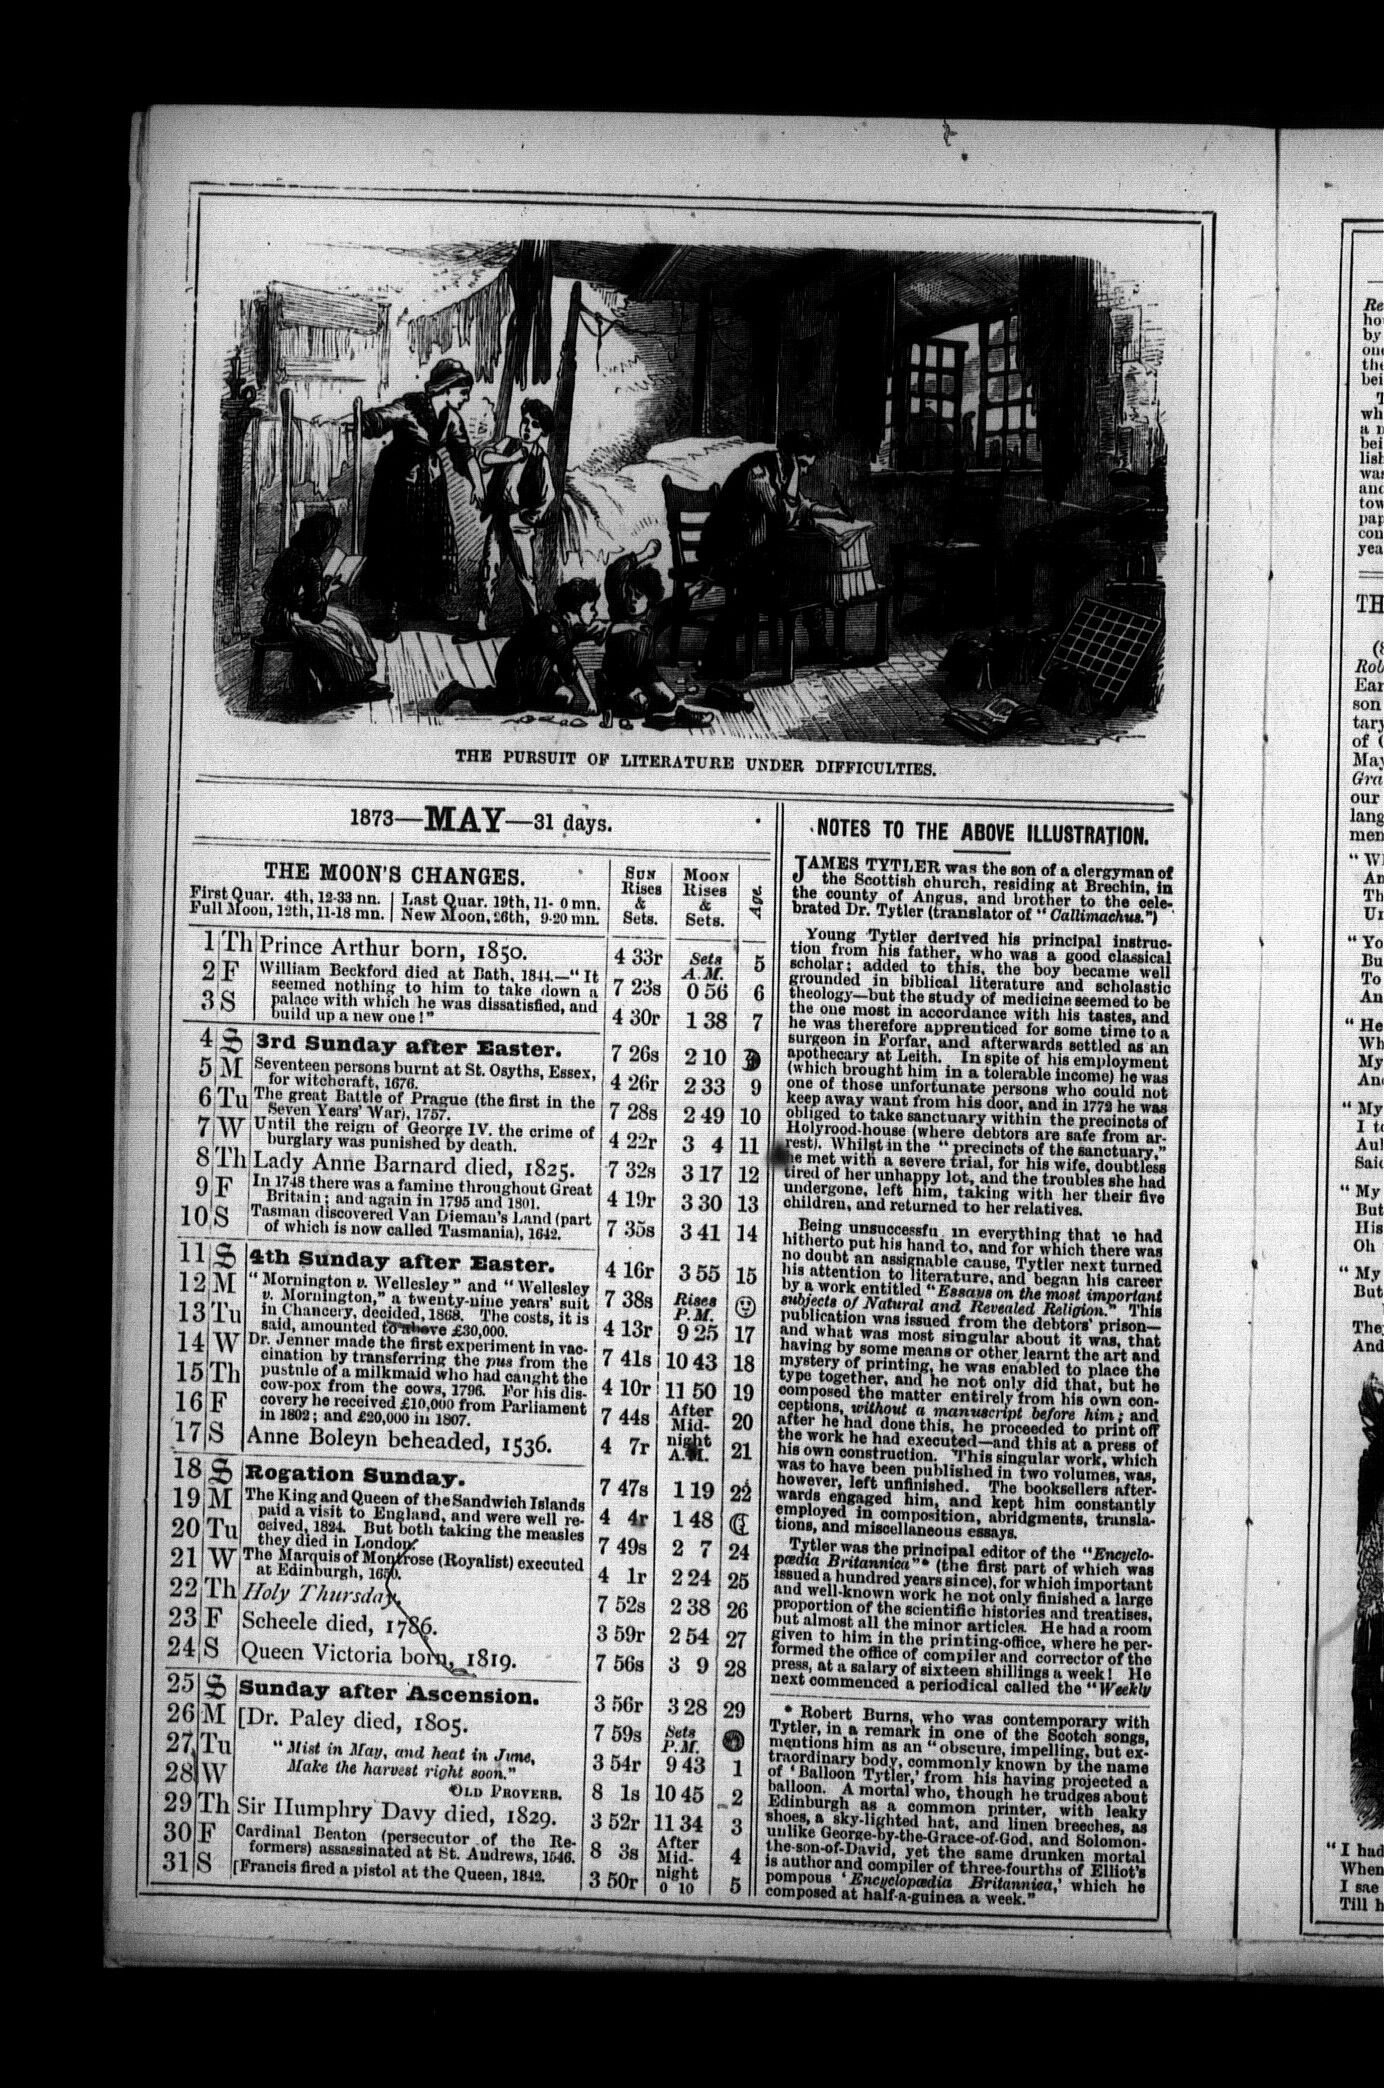 THE PURSUIT OF LITERATURE UNDER DIFFICULTIES.
1873—MAY—31 days.
THE MOON'S CHANGES.
First Quar. 4th, 12-33 nn. | Last Quar. 19th, 11- 0 mn.
Full Moon, 12th, 11-18 mn. | New Moon, 26th, 9-20 mn.
SUN Rises & Sets.
MOON Rises & Sets.
Age
1 Th Prince Arthur born, 1850. 4 33r Sets A.M. 5
2 F William Beckford died at Bath, 1844.—"It
seemed nothing to him to take down a 7 23s 0 56 6
3 S palace with which he was dissatisfied, and
build up a new one!" 4 30r 1 38 7
4 S 3rd Sunday after Easter. 7 26s 2 10
5 M Seventeen persons burnt at St. Osyths, Essex,
for witchcraft, 1676. 4 26r 2 33 9
6 Tu The great Battle of Prague (the first in the
Seven Years' War), 1757. 7 28s 2 49 10
7 W Until the reign of George IV. the crime of
burglary was punished by death. 4 22r 3 4 11
8 Th Lady Anne Barnard died, 1825. 7 32s 3 17 12
9 F In 1748 there was a famine throughout Great
Britain; and again in 1795 and 1801. 4 19r 3 30 13
10 S Tasman discovered Van Dieman's Land (part
of which is now called Tasmania), 1642. 7 35s 3 41 14
11 S 4th Sunday after Easter. 4 16r 3 55 15
12 M "Mornington v. Wellesley" and "Wellesley
v. Mornington," a twenty-nine years' suit 7 38s Rises P.M.
13 Tu in Chancery, decided, 1868. The costs, it is
said, amounted to above £30,000. 4 13r 9 25 17
14 W Dr. Jenner made the first experiment in vac-
cination by transferring the pus from the 7 41s 10 43 18
15 Th pustule of a milkmaid who had caught the
cow-pox from the cows, 1796. For his dis- 4 10r 11 50 19
16 F covery he received £10,000 from Parliament
in 1802; and £20,000 in 1807. 7 44s After Mid- 20
17 S Anne Boleyn beheaded, 1536. 4 7r night A.M. 21
18 S Rogation Sunday. 7 47s 1 19 22
19 M The King and Queen of the Sandwich Islands
paid a visit to England, and were well re- 4 4r 1 48
20 Tu ceived, 1824. But both taking the measles
they died in London. 7 49s 2 7 24
21 W The Marquis of Montrose (Royalist) executed
at Edinburgh, 1650. 4 1r 2 24 25
22 Th Holy Thursday. 7 52s 2 38 26
23 F Scheele died, 1786. 3 59r 2 54 27
24 S Queen Victoria born, 1819. 7 56s 3 9 28
25 S Sunday after Ascension. 3 56r 3 28 29
26 M [Dr. Paley died, 1805. 7 59s Sets P.M.
27 Tu "Mist in May, and heat in June, 3 54r 9 43 1
28 W Make the harvest right soon."
OLD PROVERB. 8 1s 10 45 2
29 Th Sir Humphry Davy died, 1829. 3 52r 11 34 3
30 F Cardinal Beaton (persecutor of the Re-
formers) assassinated at St. Andrews, 1546. 8 3s After Mid- 4
31 S [Francis fired a pistol at the Queen, 1842. 3 50r night 0 10 5
NOTES TO THE ABOVE ILLUSTRATION.
JAMES TYTLER was the son of a clergyman of
the Scottish church, residing at Brechin, in
the county of Angus, and brother to the cele-
brated Dr. Tytler (translator of "Callimachus.")
Young Tytler derived his principal instruc-
tion from his father, who was a good classical
scholar; added to this, the boy became well
grounded in biblical literature and scholastic
theology—but the study of medicine seemed to be
the one most in accordance with his tastes, and
he was therefore apprenticed for some time to a
surgeon in Forfar, and afterwards settled as an
apothecary at Leith. In spite of his employment
(which brought him in a tolerable income) he was
one of those unfortunate persons who could not
keep away want from his door, and in 1772 he was
obliged to take sanctuary within the precincts of
Holyrood-house (where debtors are safe from ar-
rest). Whilst in the "precincts of the sanctuary,"
he met with a severe trial, for his wife, doubtless
tired of her unhappy lot, and the troubles she had
undergone, left him, taking with her their five
children, and returned to her relatives.
Being unsuccessful in everything that he had
hitherto put his hand to, and for which there was
no doubt an assignable cause, Tytler next turned
his attention to literature, and began his career
by a work entitled "Essays on the most important
subjects of Natural and Revealed Religion." This
publication was issued from the debtors' prison—
and what was most singular about it was, that
having by some means or other learnt the art and
mystery of printing, he was enabled to place the
type together, and he not only did that, but he
composed the matter entirely from his own con-
ceptions, without a manuscript before him; and
after he had done this, he proceeded to print off
the work he had executed—and this at a press of
his own construction. This singular work, which
was to have been published in two volumes, was,
however, left unfinished. The booksellers after-
wards engaged him, and kept him constantly
employed in composition, abridgments, transla-
tions, and miscellaneous essays.
Tytler was the principal editor of the "Encyclo-
pædia Britannica"* (the first part of which was
issued a hundred years since), for which important
and well-known work he not only finished a large
proportion of the scientific histories and treatises,
but almost all the minor articles. He had a room
given to him in the printing-office, where he per-
formed the office of compiler and corrector of the
press, at a salary of sixteen shillings a week! He
next commenced a periodical called the "Weekly
* Robert Burns, who was contemporary with
Tytler, in a remark in one of the Scotch songs,
mentions him as an "obscure, impelling, but ex-
traordinary body, commonly known by the name
of 'Balloon Tytler,' from his having projected a
balloon. A mortal who, though he trudges about
Edinburgh as a common printer, with leaky
shoes, a sky-lighted hat, and linen breeches, as
unlike George-by-the-Grace-of-God, and Solomon-
the-son-of-David, yet the same drunken mortal
is author and compiler of three-fourths of Elliot's
pompous 'Encyclopædia Britannica,' which he
composed at half-a-guinea a week."